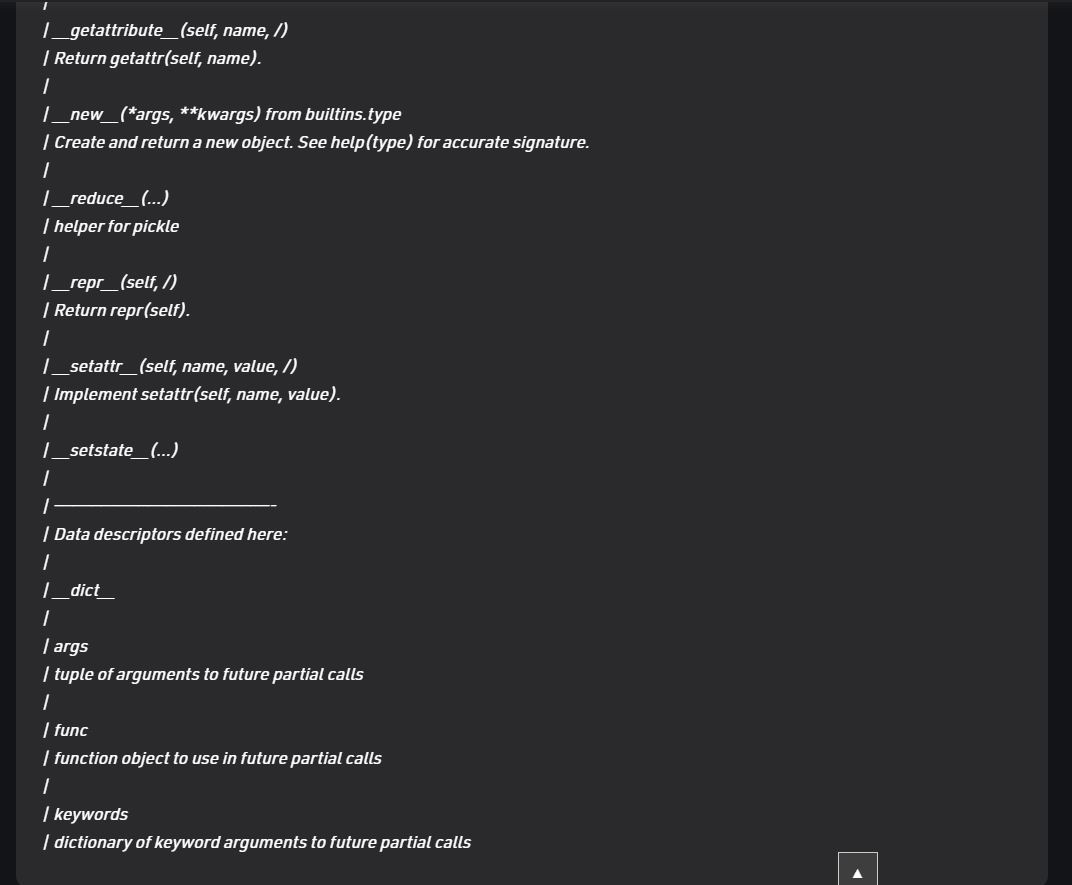 |
| __getattribute__(self, name, /)
| Return getattr(self, name).
|
| __new__(*args, **kwargs) from builtins.type
| Create and return a new object. See help(type) for accurate signature.
|
| __reduce__(...)
| helper for pickle
|
| __repr__(self, /)
| Return repr(self).
|
| __setattr__(self, name, value, /)
| Implement setattr(self, name, value).
|
| __setstate__(...)
|
| ———————————————————————-
| Data descriptors defined here:
|
| __dict__
|
| args
| tuple of arguments to future partial calls
|
| func
| function object to use in future partial calls
|
| keywords
| dictionary of keyword arguments to future partial calls
▲